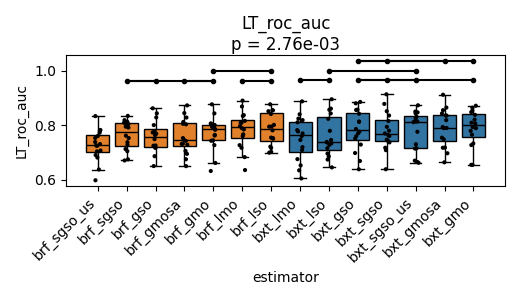 LT_roc_auc
p = 2.76e-03
LT_roc_auc
1.0
0.8
0.6
brf_sgso_us
brf_sgso
brf_gso
brf_gmosa
brf_gmo
brf_lmo
brf_lso
bxt_lmo
bxt_lso
bxt_gso
bxt_sgso
bxt_sgso_us
bxt_gmosa
bxt_gmo
estimator